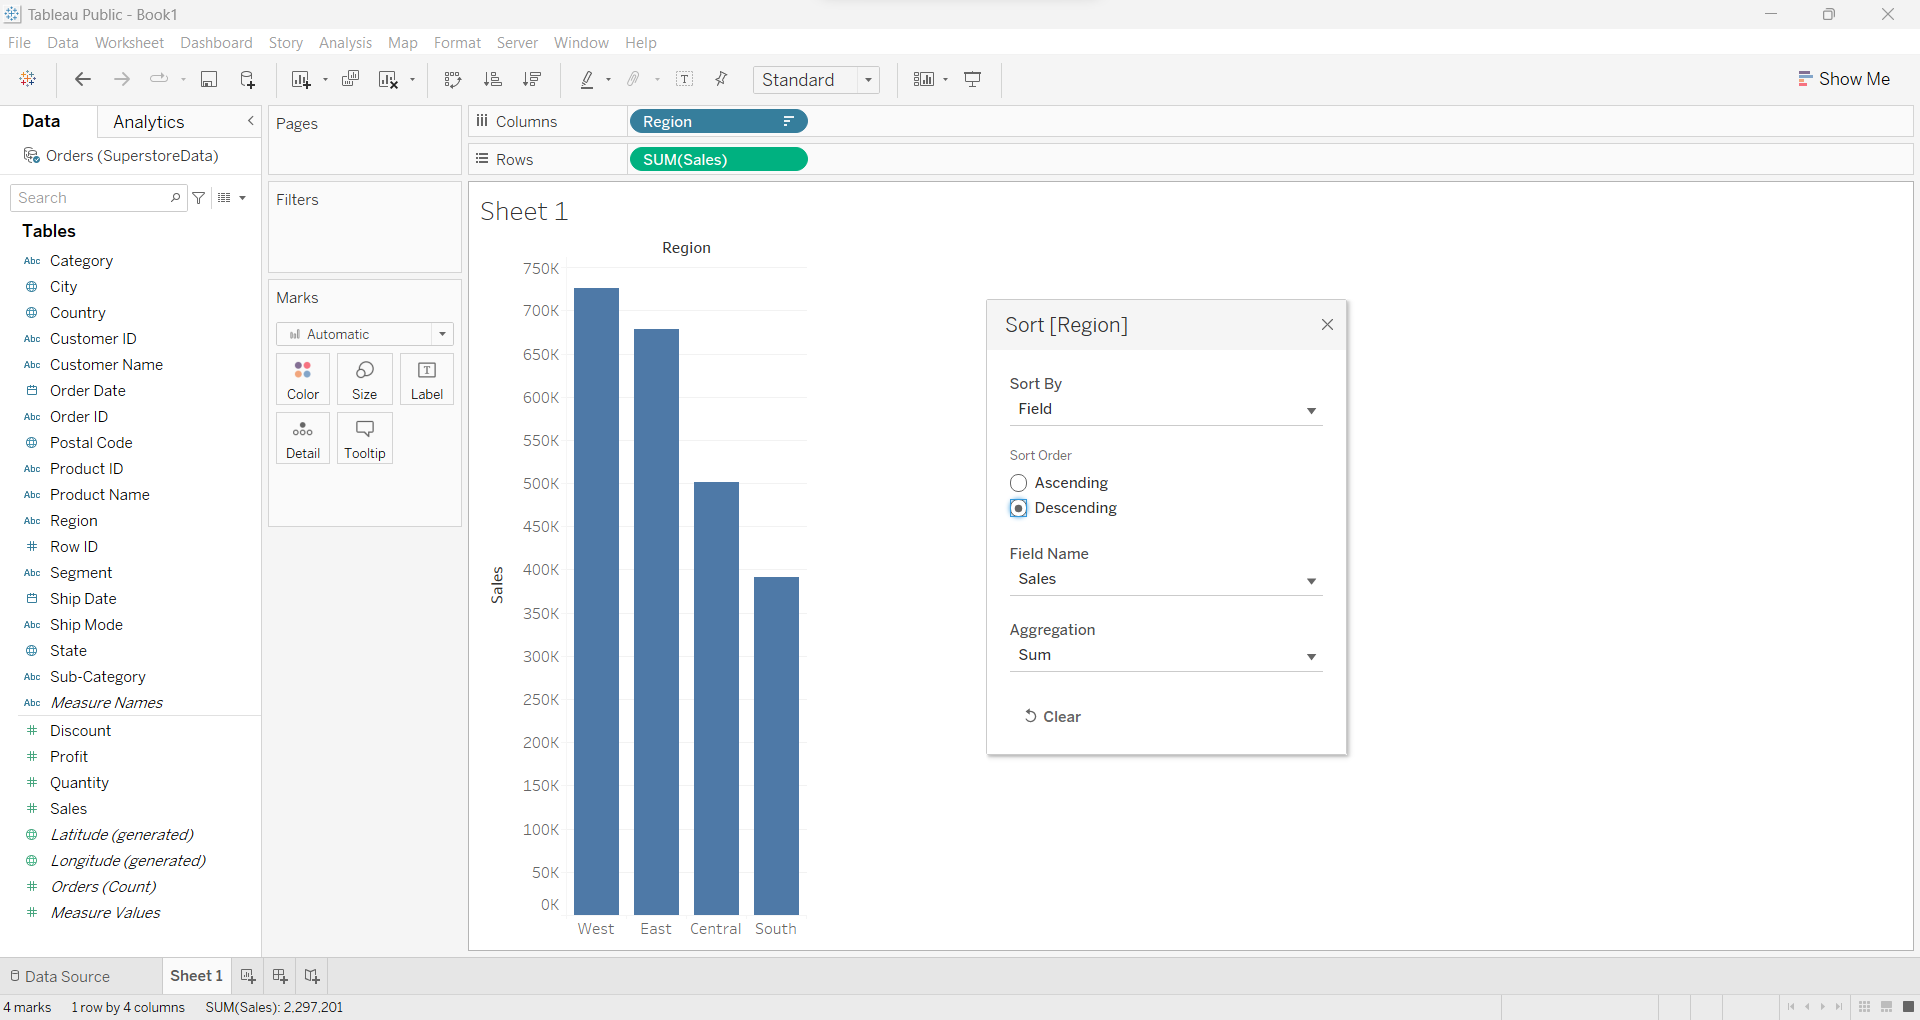 Tableau Public - Book1
File Data Worksheet Dashboard Story Analysis Map Format Server Window Help
Standard
Show Me
Data
Analytics
Orders (SuperstoreData)
Search
Tables
Abc Category
City
Country
Abc Customer ID
Abc Customer Name
Order Date
Abc Order ID
Postal Code
Abc Product ID
Abc Product Name
Abc Region
# Row ID
Abc Segment
Ship Date
Abc Ship Mode
State
Abc Sub-Category
Abc Measure Names
# Discount
# Profit
# Quantity
# Sales
Latitude (generated)
Longitude (generated)
# Orders (Count)
# Measure Values
Pages
Filters
Marks
Automatic
Color Size Label
Detail Tooltip
Columns
Region
Rows
SUM(Sales)
Sheet 1
Region
Sales
750K
700K
650K
600K
550K
500K
450K
400K
350K
300K
250K
200K
150K
100K
50K
0K
West East Central South
Sort [Region]
Sort By
Field
Sort Order
Ascending
Descending
Field Name
Sales
Aggregation
Sum
Clear
Data Source
Sheet 1
4 marks 1 row by 4 columns SUM(Sales): 2,297,201